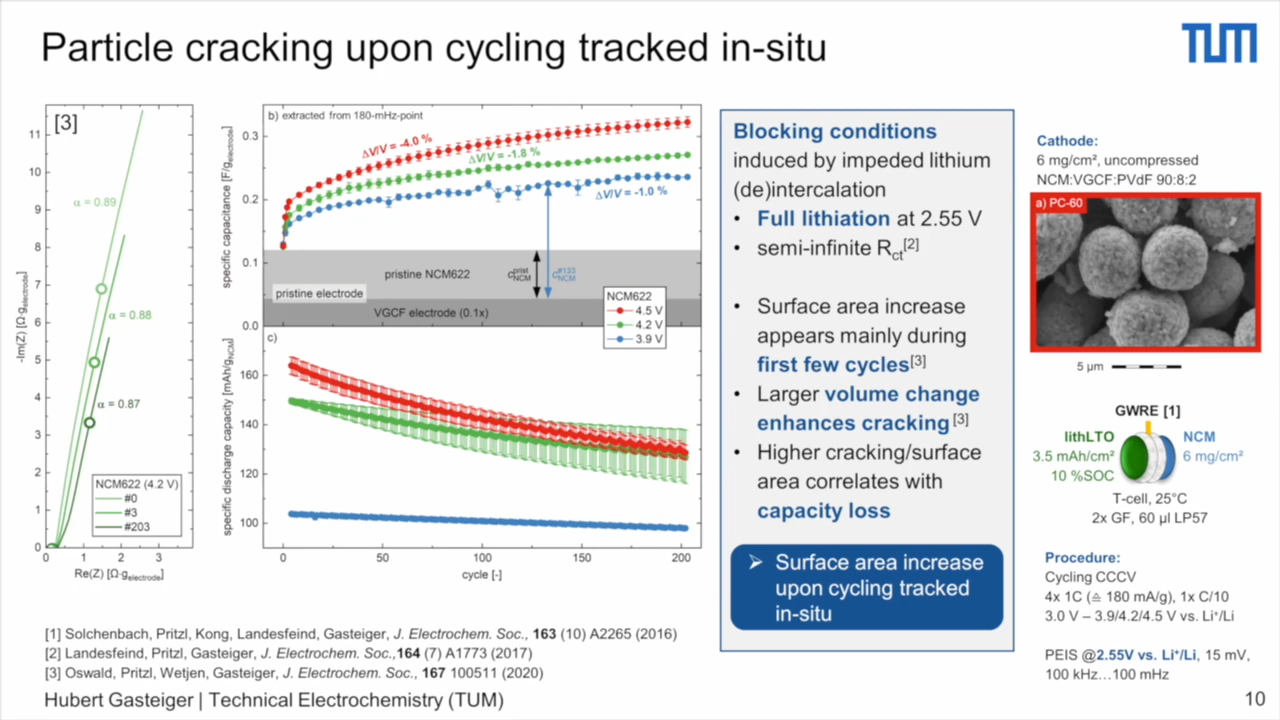 Particle cracking upon cycling tracked in-situ
TUM
[3]
-Im(Z) [Ω·gelectrode]
11
10
9
8
7
6
5
4
3
2
1
0
α = 0.89
α = 0.88
α = 0.87
NCM622 (4.2 V)
#0
#3
#203
0 1 2 3
Re(Z) [Ω·gelectrode]
b) extracted from 180-mHz-point
specific capacitance [F/gelectrode]
0.3
0.2
0.1
0.0
ΔV/V = -4.0 %
ΔV/V = -1.8 %
ΔV/V = -1.0 %
pristine NCM622
pristine electrode
VGCF electrode (0.1x)
c prist NCM
c #133 NCM
NCM622
4.5 V
4.2 V
3.9 V
c)
specific discharge capacity [mAh/gNCM]
160
140
120
100
0 50 100 150 200
cycle [-]
Blocking conditions
induced by impeded lithium
(de)intercalation
• Full lithiation at 2.55 V
• semi-infinite Rct[2]
• Surface area increase
appears mainly during
first few cycles[3]
• Larger volume change
enhances cracking [3]
• Higher cracking/surface
area correlates with
capacity loss
➢ Surface area increase
upon cycling tracked
in-situ
Cathode:
6 mg/cm², uncompressed
NCM:VGCF:PVdF 90:8:2
a) PC-60
5 µm
GWRE [1]
lithLTO
3.5 mAh/cm²
10 %SOC
NCM
6 mg/cm²
T-cell, 25°C
2x GF, 60 µl LP57
Procedure:
Cycling CCCV
4x 1C (≙ 180 mA/g), 1x C/10
3.0 V – 3.9/4.2/4.5 V vs. Li⁺/Li
PEIS @2.55V vs. Li⁺/Li, 15 mV,
100 kHz…100 mHz
[1] Solchenbach, Pritzl, Kong, Landesfeind, Gasteiger, J. Electrochem. Soc., 163 (10) A2265 (2016)
[2] Landesfeind, Pritzl, Gasteiger, J. Electrochem. Soc.,164 (7) A1773 (2017)
[3] Oswald, Pritzl, Wetjen, Gasteiger, J. Electrochem. Soc., 167 100511 (2020)
Hubert Gasteiger | Technical Electrochemistry (TUM)
10